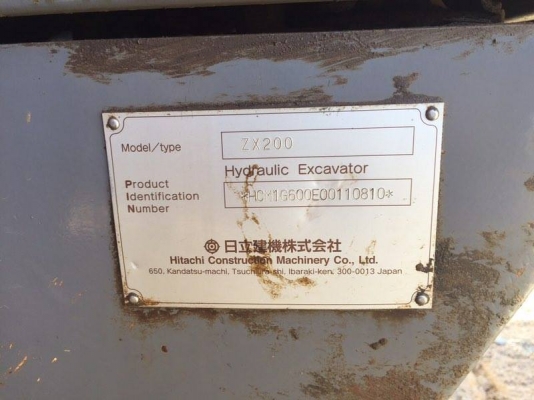 Model/type ZX200
Hydraulic Excavator
Product
Identification
Number
日立建機株式会社
Hitachi Construction Machinery Co., Ltd.
650, Kandatsu-machi, Tsuchiura-shi, Ibaraki-ken, 300-0013 Japan